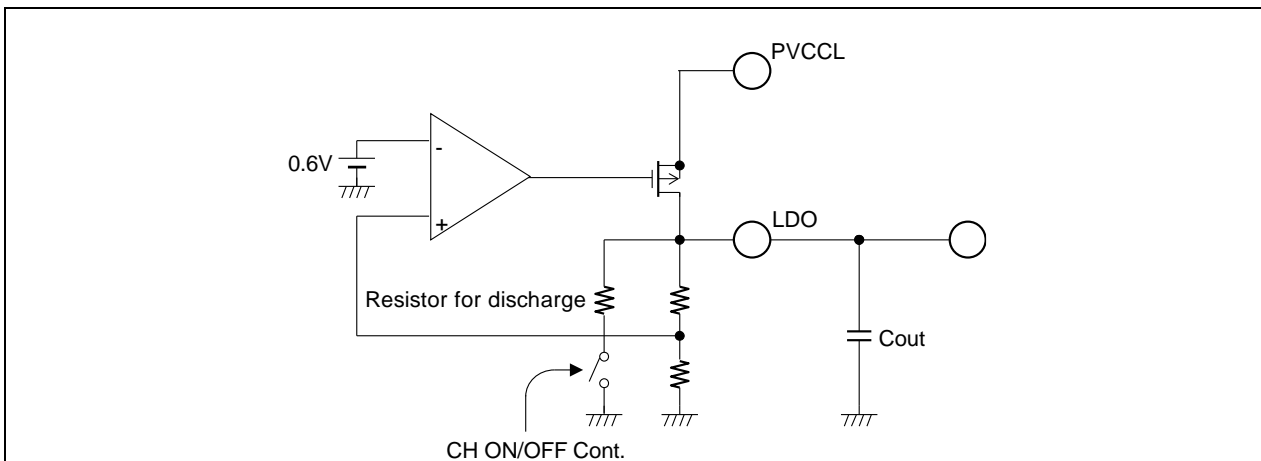 PVCCL
0.6V
-
+
LDO
Resistor for discharge
Cout
CH ON/OFF Cont.